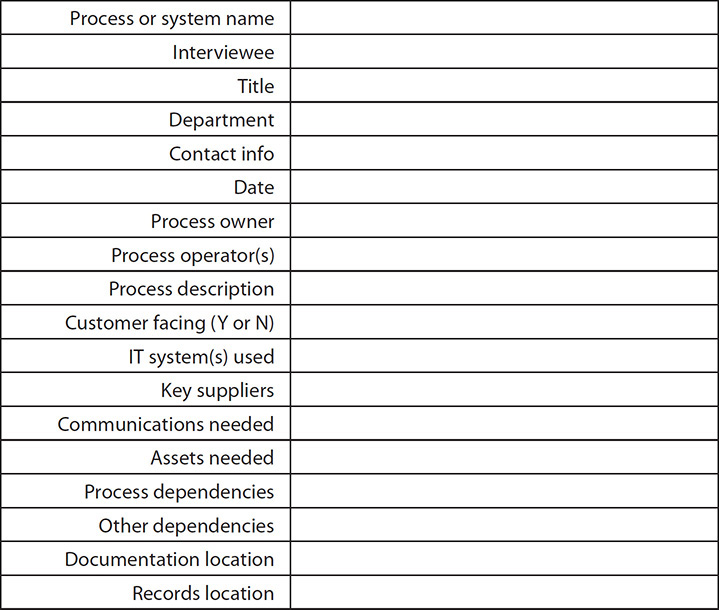 Process or system name
Interviewee
Title
Department
Contact info
Date
Process owner
Process operator(s)
Process description
Customer facing (Y or N)
IT system(s) used
Key suppliers
Communications needed
Assets needed
Process dependencies
Other dependencies
Documentation location
Records location